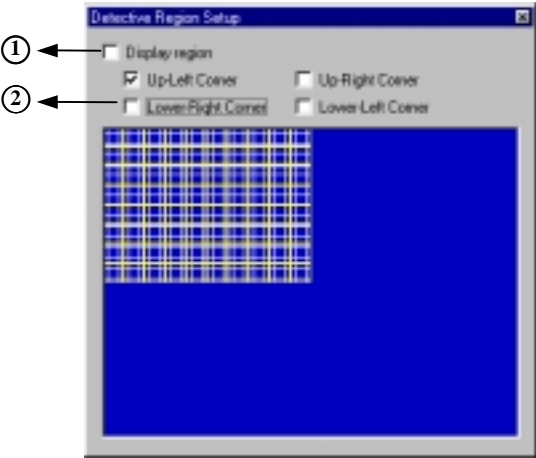 Detective Region Setup
① Display region
Up-Left Corner Up-Right Corner
② Lower-Right Corner Lower-Left Corner